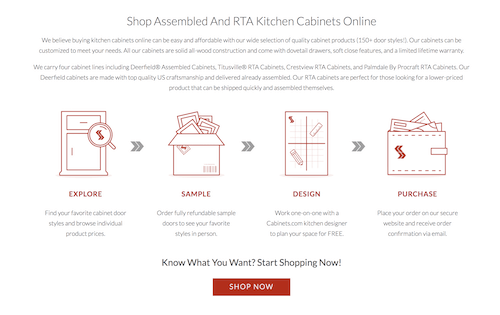 Shop Assembled And RTA Kitchen Cabinets Online
We believe buying kitchen cabinets online can be easy and affordable with our wide selection of quality cabinet products (150+ door styles!). Our cabinets can
be customized to meet your needs. All our cabinets are solid all-wood construction and come with dovetail drawers, soft close features, and a limited lifetime warranty.
We carry four cabinet lines including Deerfield® Assembled Cabinets, Titusville® RTA Cabinets, Crestview RTA Cabinets, and Palmdale By Procraft RTA Cabinets. Our
Deerfield cabinets are made with top quality US craftsmanship and delivered already assembled. Our RTA cabinets are perfect for those looking for a lower-priced
product that can be shipped quickly and assembled themselves.
EXPLORE
Find your favorite cabinet door
styles and browse individual
product prices.
SAMPLE
Order fully refundable sample
doors to see your favorite
styles in person.
DESIGN
Work one-on-one with a
Cabinets.com kitchen designer
to plan your space for FREE.
PURCHASE
Place your order on our secure
website and receive order
confirmation via email.
Know What You Want? Start Shopping Now!
SHOP NOW